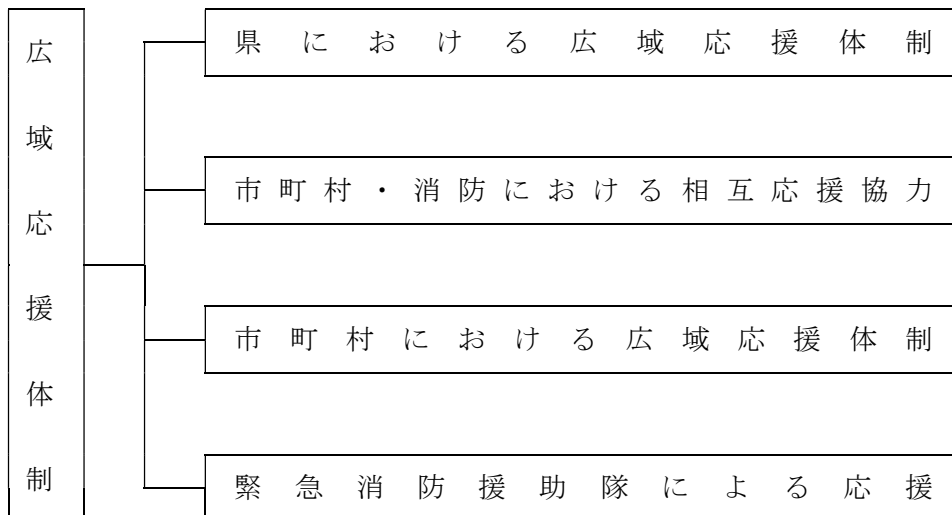 広域応援体制
県における広域応援体制
市町村・消防における相互応援協力
市町村における広域応援体制
緊急消防援助隊による応援